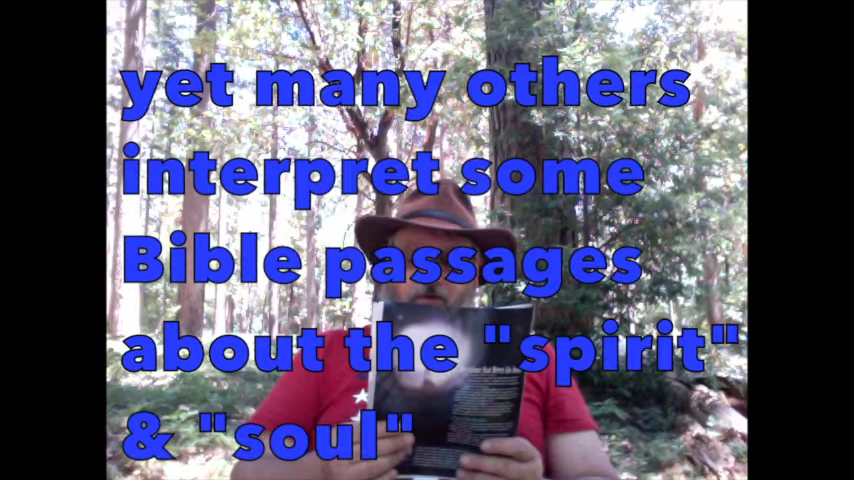 yet many others
interpret some
Bible passages
about the "spirit"
& "soul"